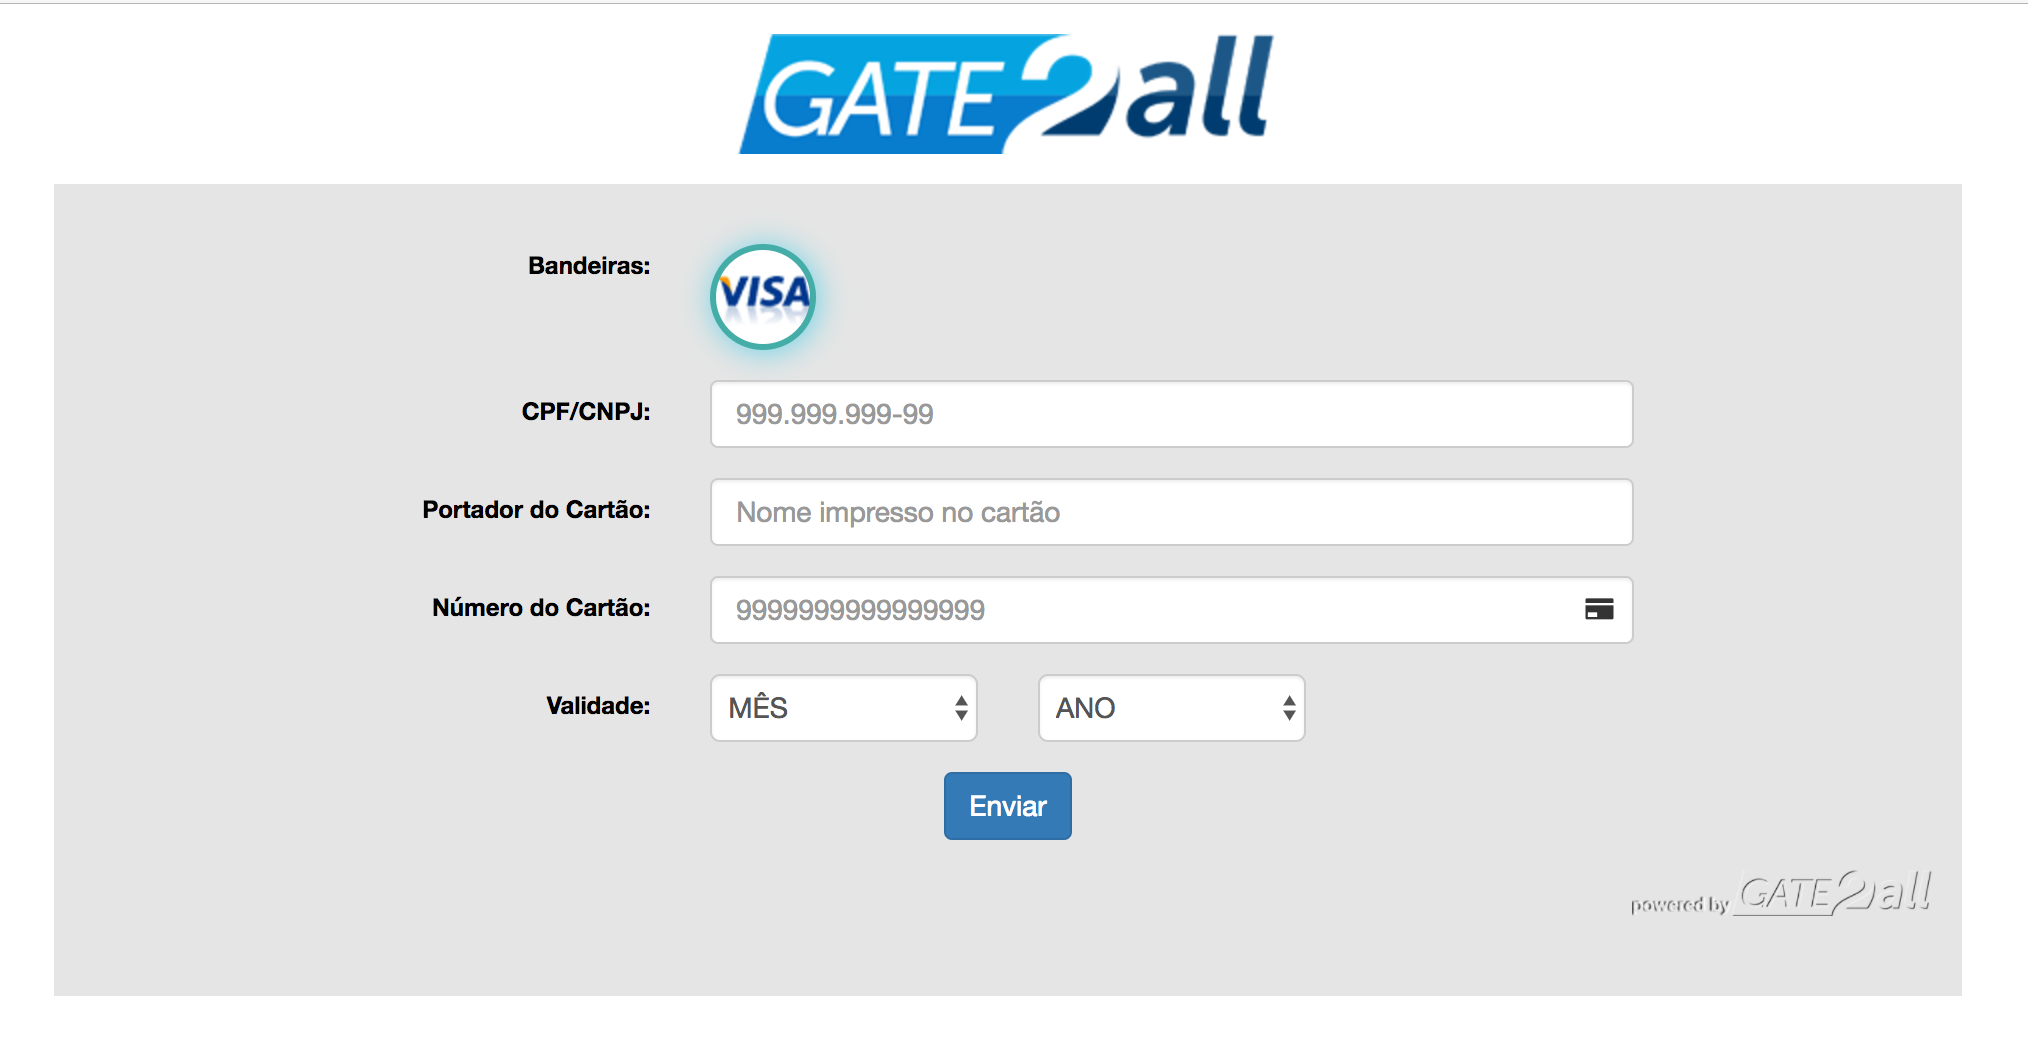 GATE2all
Bandeiras:
VISA
CPF/CNPJ:
999.999.999-99
Portador do Cartão:
Nome impresso no cartão
Número do Cartão:
9999999999999999
Validade:
MÊS
ANO
Enviar
powered by GATE2all